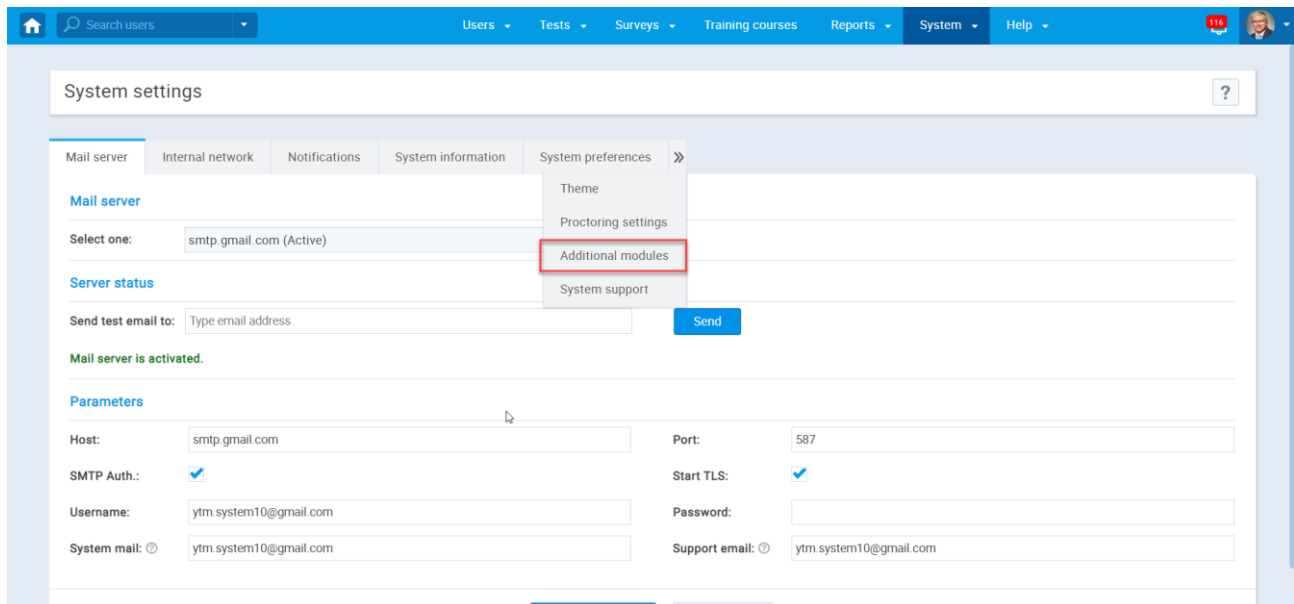 Search users Users Tests Surveys Training courses Reports System Help 116
System settings ?
Mail server Internal network Notifications System information System preferences »
Theme
Mail server
Proctoring settings
Select one: smtp.gmail.com (Active)
Additional modules
Server status
System support
Send test email to: Type email address Send
Mail server is activated.
Parameters
Host: smtp.gmail.com Port: 587
SMTP Auth.: Start TLS:
Username: ytm.system10@gmail.com Password:
System mail: ? ytm.system10@gmail.com Support email: ? ytm.system10@gmail.com